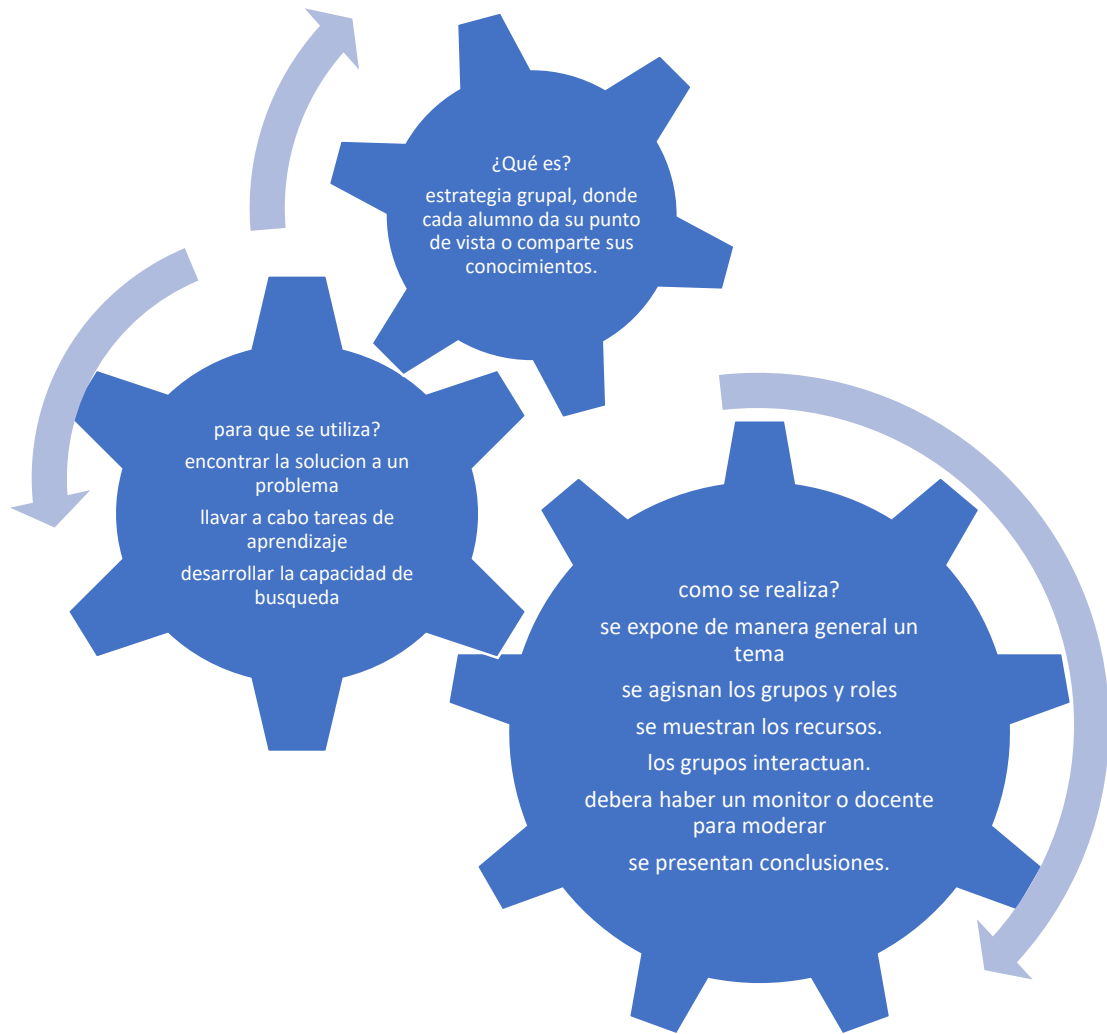 ¿Qué es?
estrategia grupal, donde
cada alumno da su punto
de vista o comparte sus
conocimientos.
para que se utiliza?
encontrar la solucion a un
problema
llavar a cabo tareas de
aprendizaje
desarrollar la capacidad de
busqueda
como se realiza?
se expone de manera general un
tema
se agisnan los grupos y roles
se muestran los recursos.
los grupos interactuan.
debera haber un monitor o docente
para moderar
se presentan conclusiones.